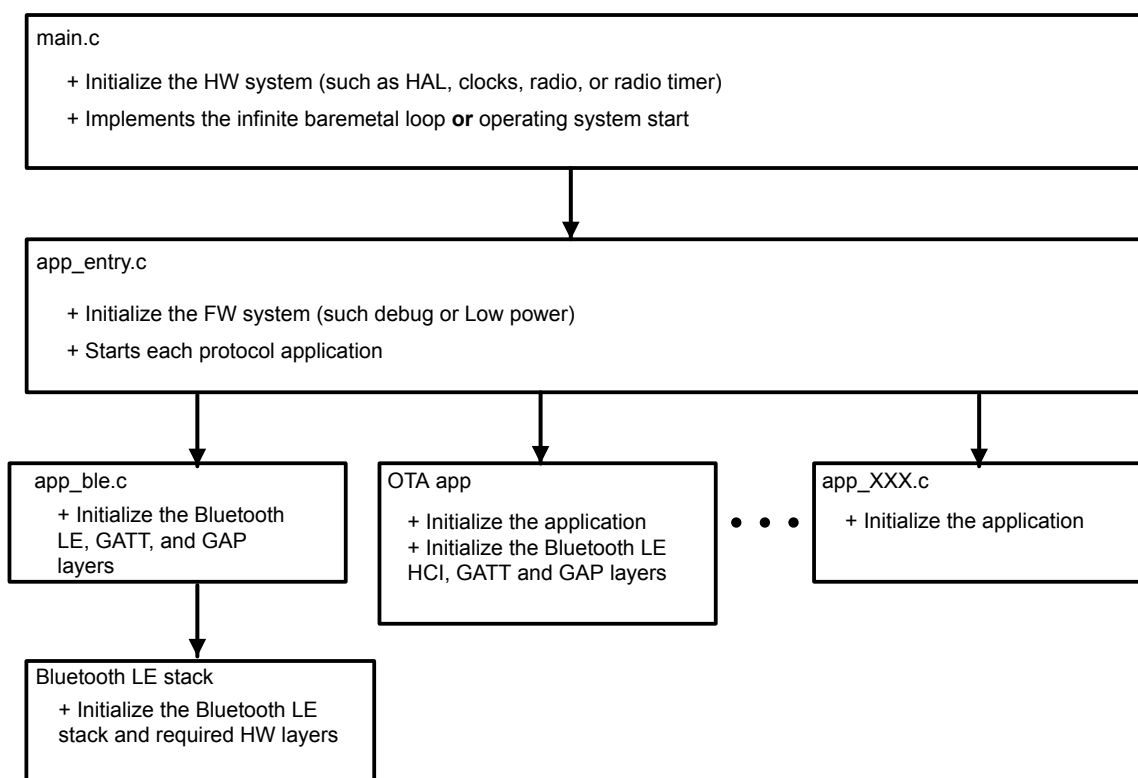 main.c
+ Initialize the HW system (such as HAL, clocks, radio, or radio timer)
+ Implements the infinite baremetal loop or operating system start
app_entry.c
+ Initialize the FW system (such debug or Low power)
+ Starts each protocol application
app_ble.c
+ Initialize the Bluetooth
LE, GATT, and GAP
layers
OTA app
+ Initialize the application
+ Initialize the Bluetooth LE
HCI, GATT and GAP layers
app_XXX.c
+ Initialize the application
Bluetooth LE stack
+ Initialize the Bluetooth LE
stack and required HW layers